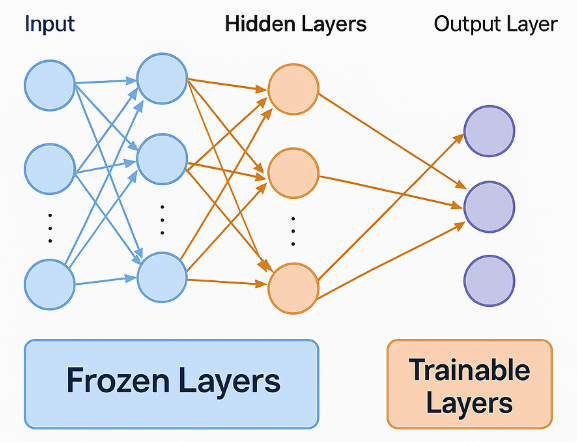 Input
Hidden Layers
Output Layer
Frozen Layers
Trainable
Layers